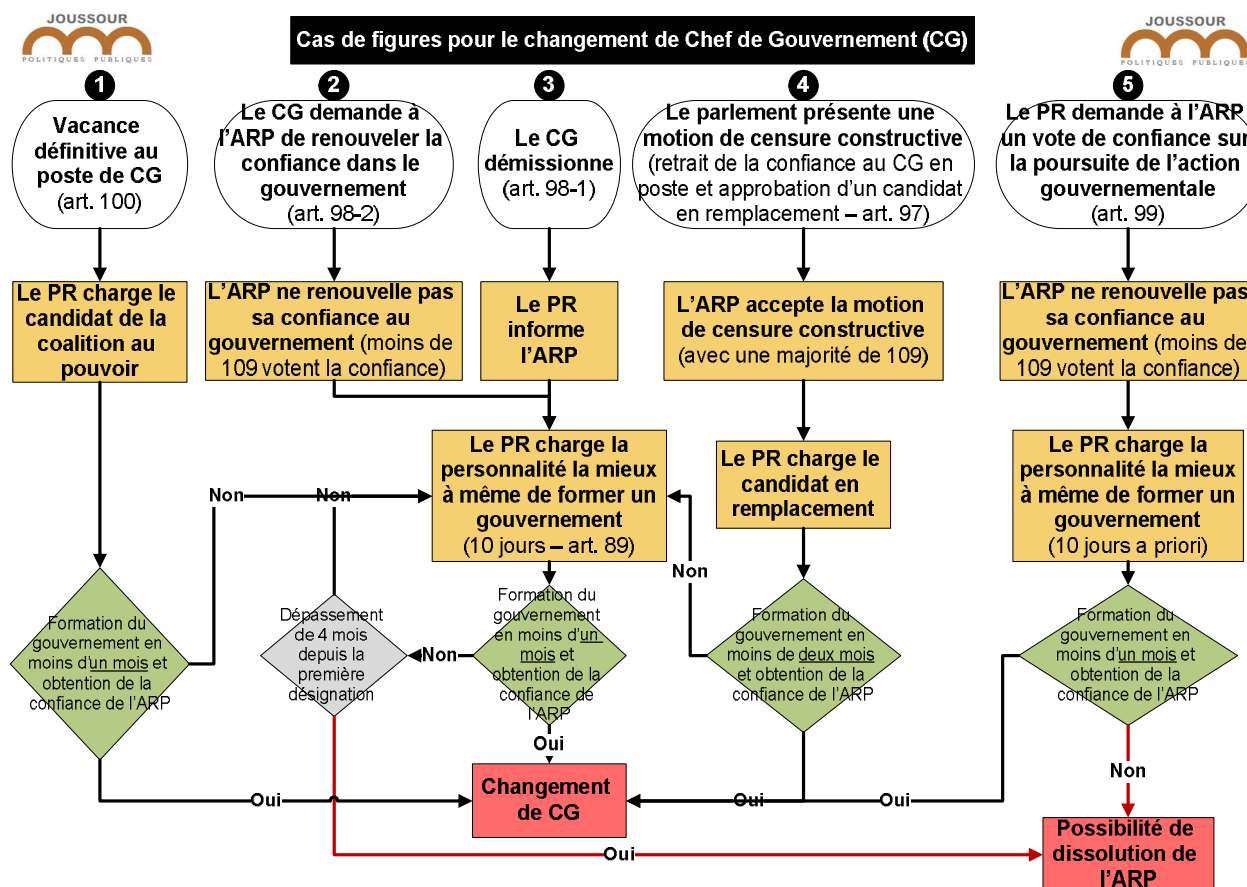 JOUSSOUR
POLITIQUES PUBLIQUES
Cas de figures pour le changement de Chef de Gouvernement (CG)
JOUSSOUR
POLITIQUES PUBLIQUES
1
Vacance
définitive au
poste de CG
(art. 100)
2
Le CG demande à
l'ARP de renouveler la
confiance dans le
gouvernement
(art. 98-2)
3
Le CG
démissionne
(art. 98-1)
4
Le parlement présente une
motion de censure constructive
(retrait de la confiance au CG en
poste et approbation d'un candidat
en remplacement – art. 97)
5
Le PR demande à l'ARP
un vote de confiance sur
la poursuite de l'action
gouvernementale
(art. 99)
Le PR charge le
candidat de la
coalition au
pouvoir
L'ARP ne renouvelle pas
sa confiance au
gouvernement (moins de
109 votent la confiance)
Le PR
informe
l'ARP
L'ARP accepte la motion
de censure constructive
(avec une majorité de 109)
L'ARP ne renouvelle pas
sa confiance au
gouvernement (moins de
109 votent la confiance)
Non
Non
Le PR charge la
personnalité la mieux
à même de former un
gouvernement
(10 jours – art. 89)
Le PR charge le
candidat en
remplacement
Le PR charge la
personnalité la mieux
à même de former un
gouvernement
(10 jours a priori)
Non
Formation du
gouvernement en
moins d'un mois et
obtention de la
confiance de l'ARP
Dépassement
de 4 mois
depuis la
première
désignation
Non
Formation du
gouvernement
en moins d'un
mois et
obtention de la
confiance de
l'ARP
Formation du
gouvernement en
moins de deux mois
et obtention de la
confiance de l'ARP
Formation du
gouvernement en
moins d'un mois et
obtention de la
confiance de l'ARP
Oui
Non
Oui
Changement
de CG
Oui
Oui
Oui
Possibilité de
dissolution de
l'ARP